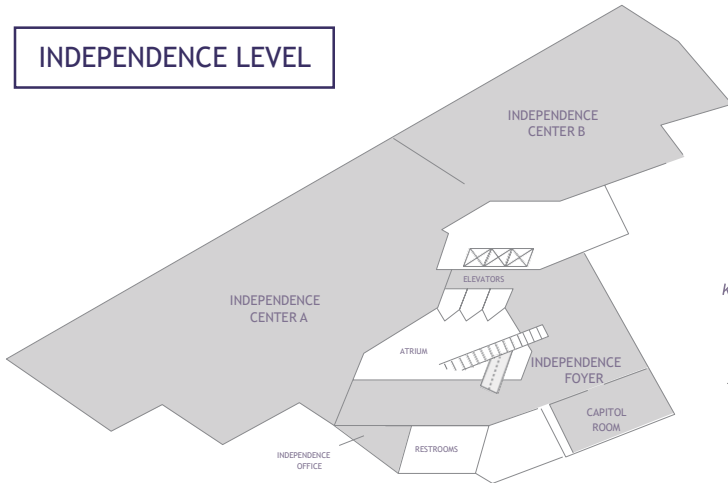 INDEPENDENCE LEVEL
INDEPENDENCE
CENTER B
ELEVATORS
INDEPENDENCE
CENTER A
ATRIUM
INDEPENDENCE
FOYER
CAPITOL
ROOM
RESTROOMS
INDEPENDENCE
OFFICE